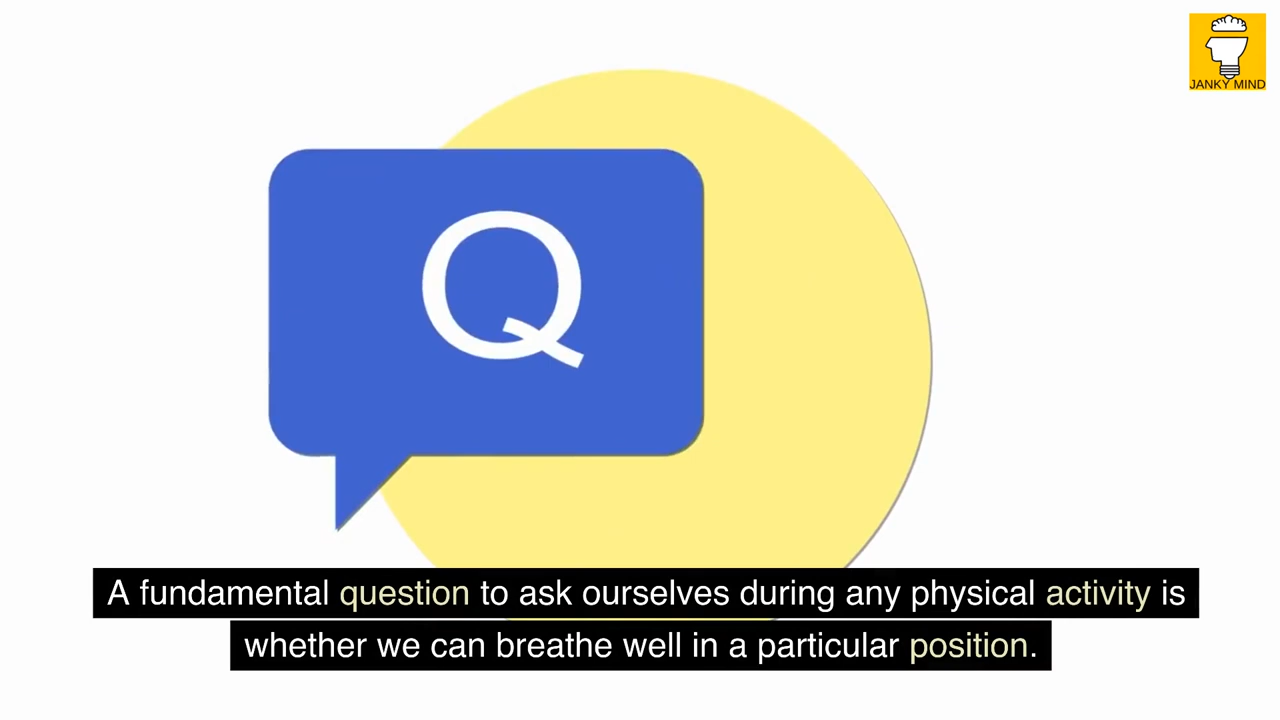 JANKY MIND
Q
A fundamental question to ask ourselves during any physical activity is
whether we can breathe well in a particular position.